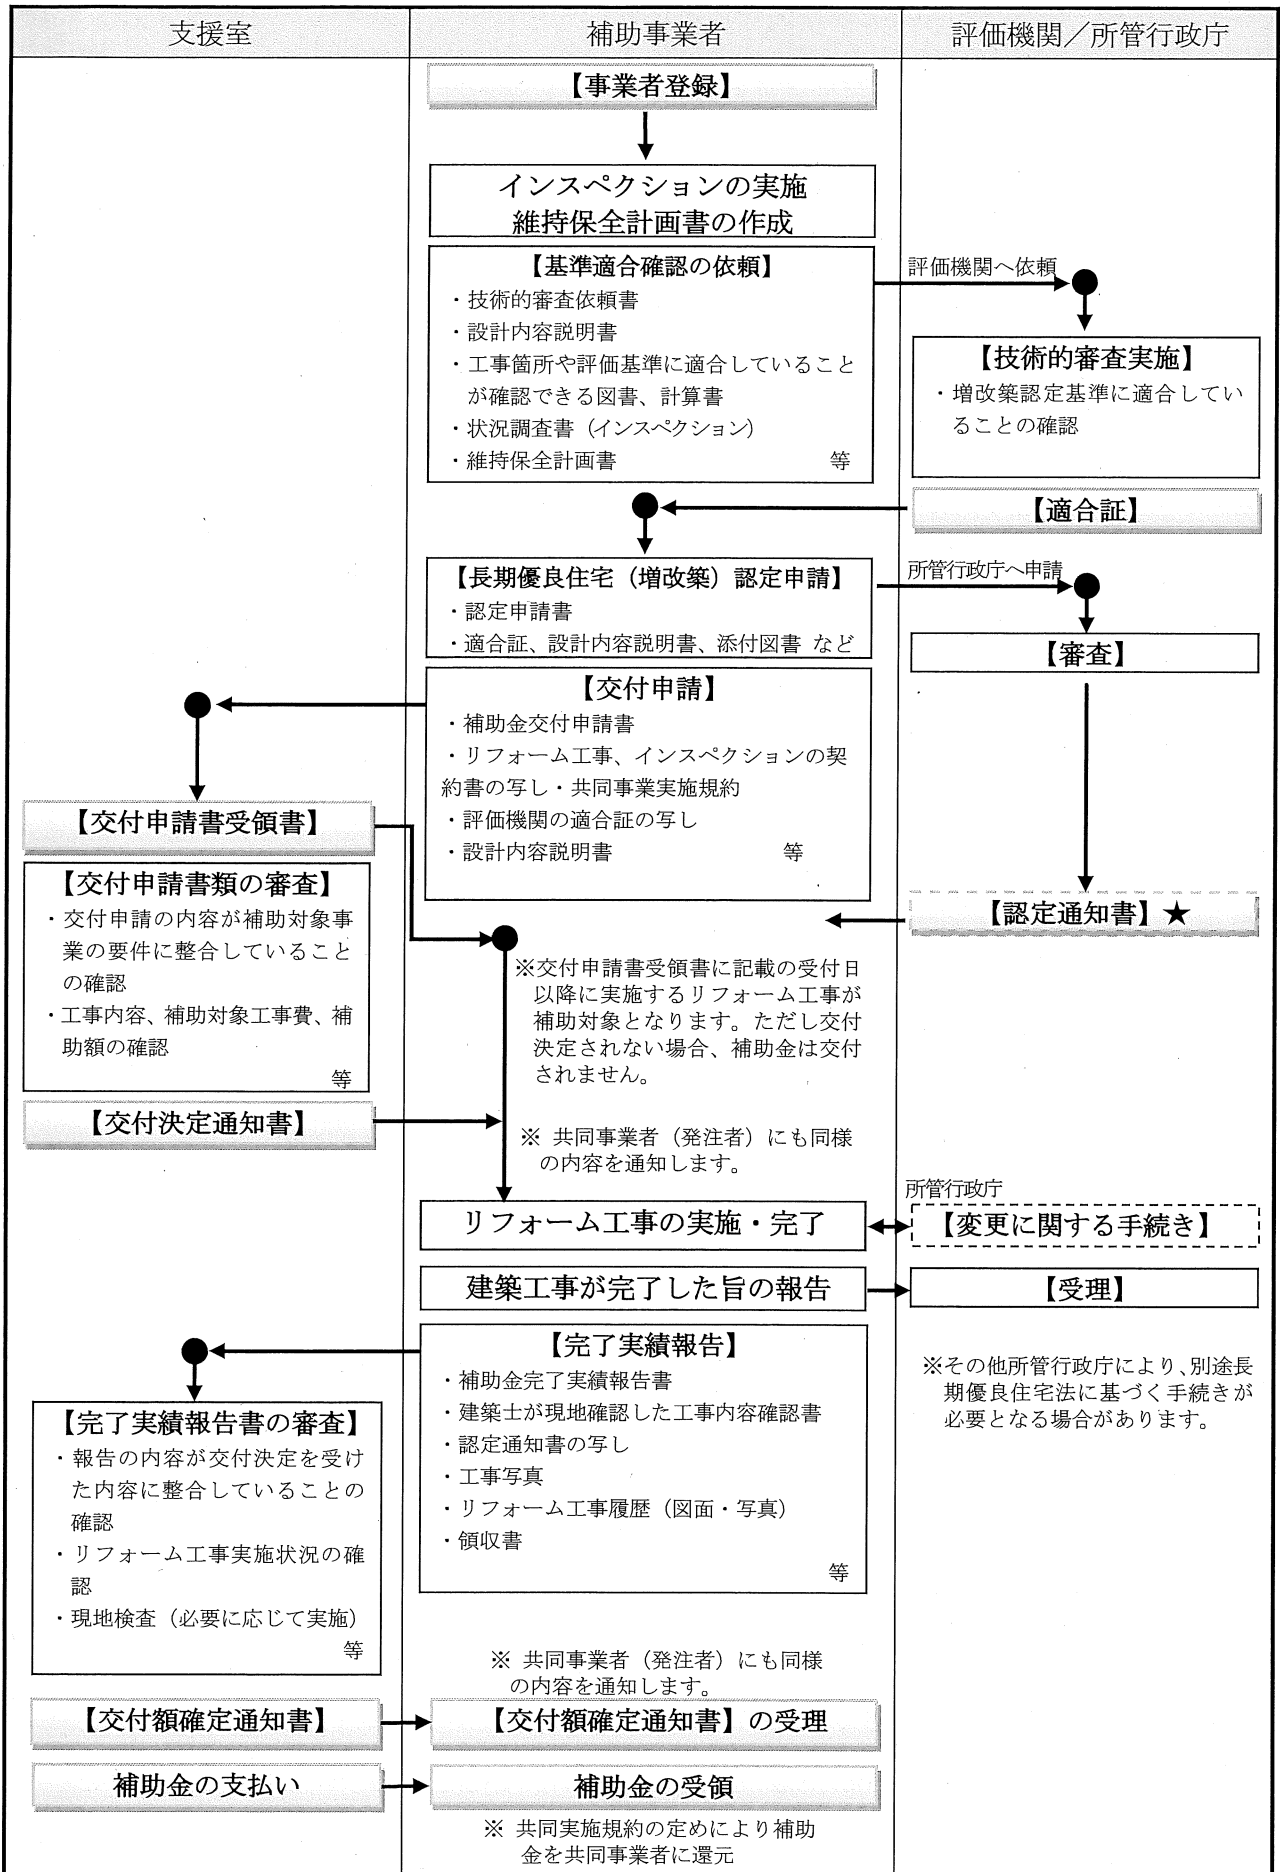 支援室
補助事業者
評価機関／所管行政庁
【事業者登録】
インスペクションの実施
維持保全計画書の作成
【基準適合確認の依頼】
・技術的審査依頼書
・設計内容説明書
・工事箇所や評価基準に適合していること
が確認できる図書、計算書
・状況調査書（インスペクション）
・維持保全計画書 等
評価機関へ依頼
【技術的審査実施】
・増改築認定基準に適合してい
ることの確認
【適合証】
【長期優良住宅（増改築）認定申請】
・認定申請書
・適合証、設計内容説明書、添付図書 など
所管行政庁へ申請
【審査】
【交付申請】
・補助金交付申請書
・リフォーム工事、インスペクションの契
約書の写し・共同事業実施規約
・評価機関の適合証の写し
・設計内容説明書 等
【交付申請書受領書】
【交付申請書類の審査】
・交付申請の内容が補助対象事
業の要件に整合していること
の確認
・工事内容、補助対象工事費、補
助額の確認
等
【認定通知書】★
※交付申請書受領書に記載の受付日
以降に実施するリフォーム工事が
補助対象となります。ただし交付
決定されない場合、補助金は交付
されません。
【交付決定通知書】
※ 共同事業者（発注者）にも同様
の内容を通知します。
所管行政庁
リフォーム工事の実施・完了
【変更に関する手続き】
建築工事が完了した旨の報告
【受理】
【完了実績報告】
・補助金完了実績報告書
・建築士が現地確認した工事内容確認書
・認定通知書の写し
・工事写真
・リフォーム工事履歴（図面・写真）
・領収書
等
※その他所管行政庁により、別途長
期優良住宅法に基づく手続きが
必要となる場合があります。
【完了実績報告書の審査】
・報告の内容が交付決定を受け
た内容に整合していることの
確認
・リフォーム工事実施状況の確
認
・現地検査（必要に応じて実施）
等
※ 共同事業者（発注者）にも同様
の内容を通知します。
【交付額確定通知書】
【交付額確定通知書】の受理
補助金の支払い
補助金の受領
※ 共同実施規約の定めにより補助
金を共同事業者に還元